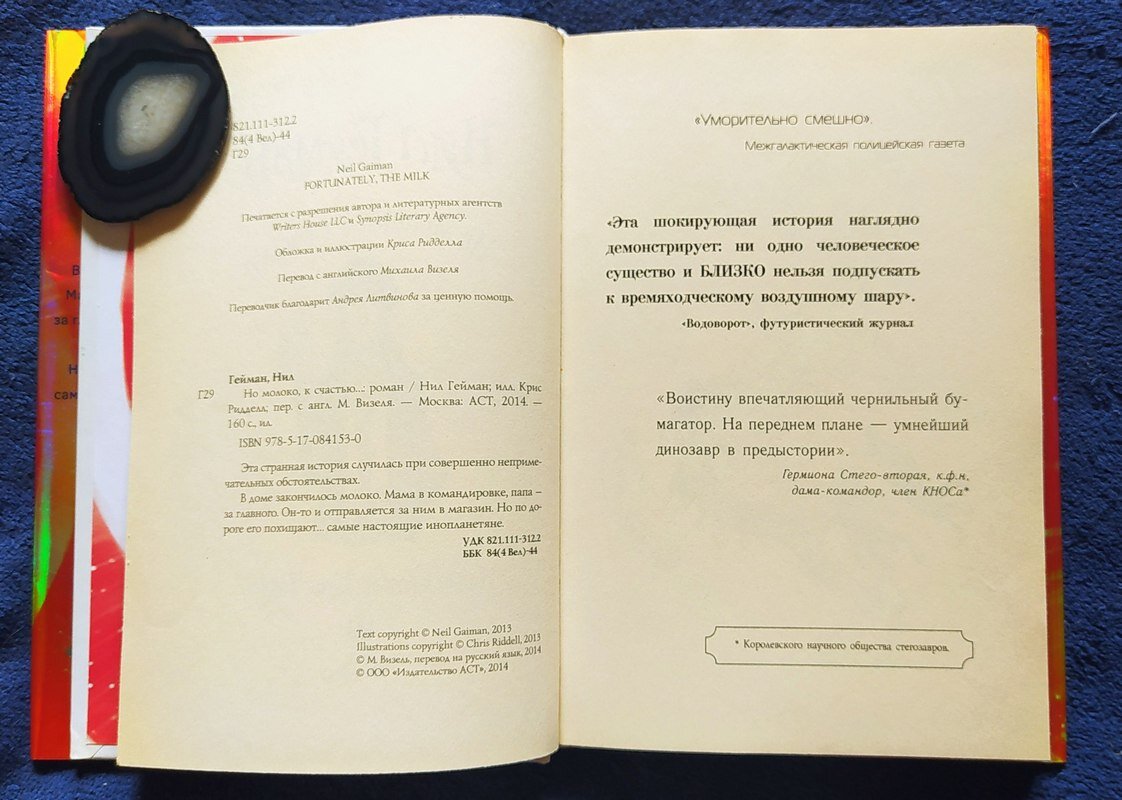 В
М
за г
Н
сам
821.111-312.2
84(4 Вел)-44
Г29
Neil Gaiman
FORTUNATELY, THE MILK
Печатается с разрешения автора и литературных агентств
Writers House LLC и Synopsis Literary Agency.
Обложка и иллюстрации Криса Ридделла
Перевод с английского Михаила Визеля
Переводчик благодарит Андрея Литвинова за ценную помощь.
Гейман, Нил
Г29 Но молоко, к счастью...: роман / Нил Гейман; илл. Крис
Ридделл; пер. с англ. М. Визеля. — Москва: АСТ, 2014. —
160 с., ил.
ISBN 978-5-17-084153-0
Эта странная история случилась при совершенно неприме-
чательных обстоятельствах.
В доме закончилось молоко. Мама в командировке, папа –
за главного. Он-то и отправляется за ним в магазин. Но по до-
роге его похищают... самые настоящие инопланетяне.
УДК 821.111-312.2
ББК 84(4 Вел)-44
Text copyright © Neil Gaiman, 2013
Illustrations copyright © Chris Riddell, 2013
© М. Визель, перевод на русский язык, 2014
© ООО «Издательство АСТ», 2014
«Уморительно смешно».
Межгалактическая полицейская газета
«Эта шокирующая история наглядно
демонстрирует: ни одно человеческое
существо и БЛИЗКО нельзя подпускать
к времяходческому воздушному шару».
«Водоворот», футуристический журнал
«Воистину впечатляющий чернильный бу-
магатор. На переднем плане — умнейший
динозавр в предыстории».
Гермиона Стего-вторая, к.ф.н,
дама-командор, член КНОСа*
* Королевского научного общества стегозавров.